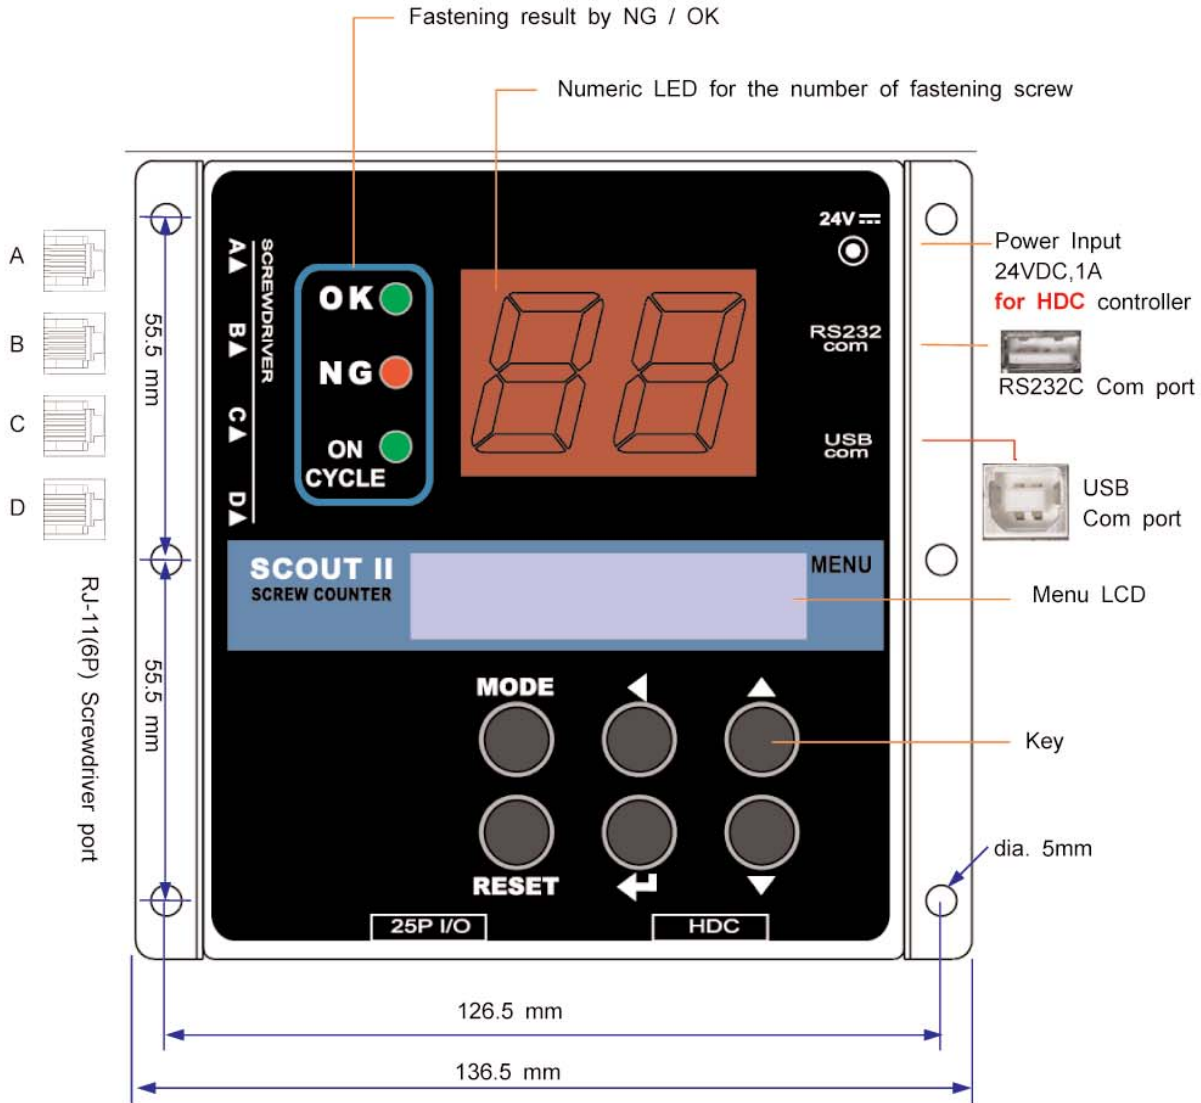 Fastening result by NG / OK
Numeric LED for the number of fastening screw
24V
Power Input
24VDC,1A
for HDC controller
A
B
C
D
SCREWDRIVER
A▲
B▲
C▲
D▲
OK
NG
ON
CYCLE
RS232
com
RS232C Com port
USB
com
USB
Com port
55.5 mm
SCOUT II
SCREW COUNTER
MENU
Menu LCD
RJ-11(6P) Screwdriver port
55.5 mm
MODE
◀
▲
Key
RESET
▼
dia. 5mm
25P I/O
HDC
126.5 mm
136.5 mm